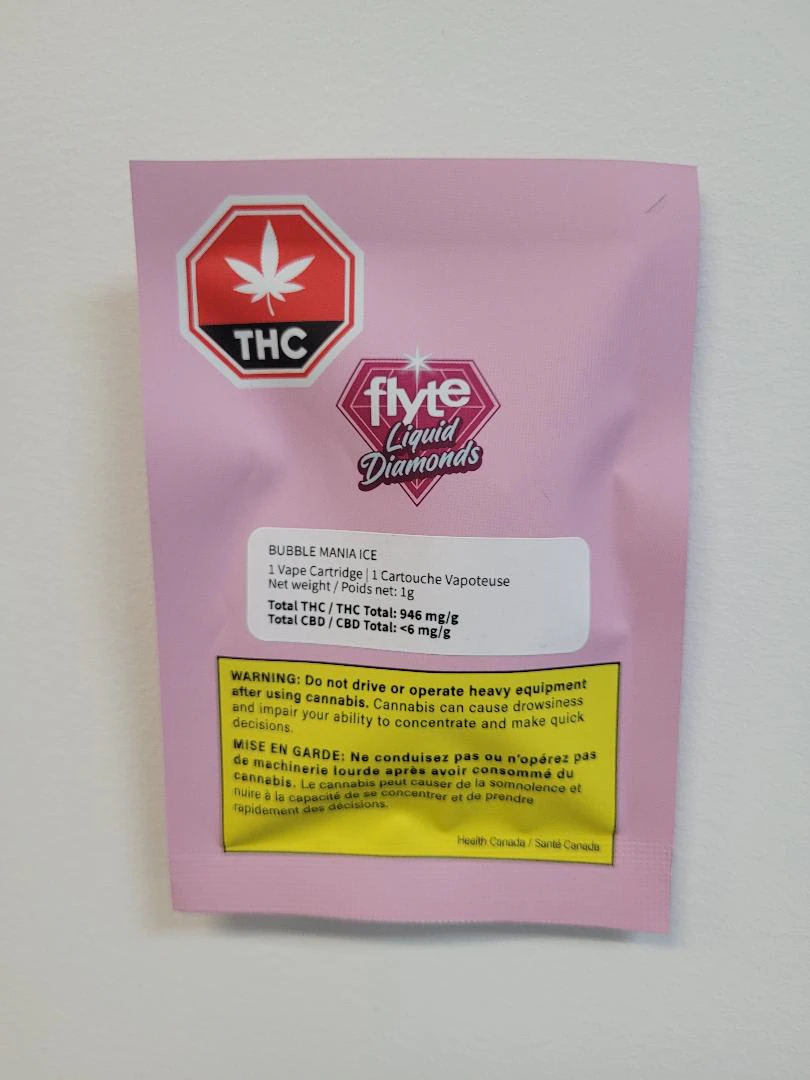 THC
flyte
Liquid
Diamonds
BUBBLE MANIA ICE
1 Vape Cartridge | 1 Cartouche Vapoteuse
Net weight / Poids net: 1g
Total THC / THC Total: 946 mg/g
Total CBD / CBD Total: <6 mg/g
WARNING: Do not drive or operate heavy equipment
after using cannabis. Cannabis can cause drowsiness
and impair your ability to concentrate and make quick
decisions.
MISE EN GARDE: Ne conduisez pas ou n'opérez pas
de machinerie lourde après avoir consommé du
cannabis. Le cannabis peut causer de la somnolence et
nuire à la capacité de se concentrer et de prendre
rapidement des décisions.
Health Canada / Santé Canada